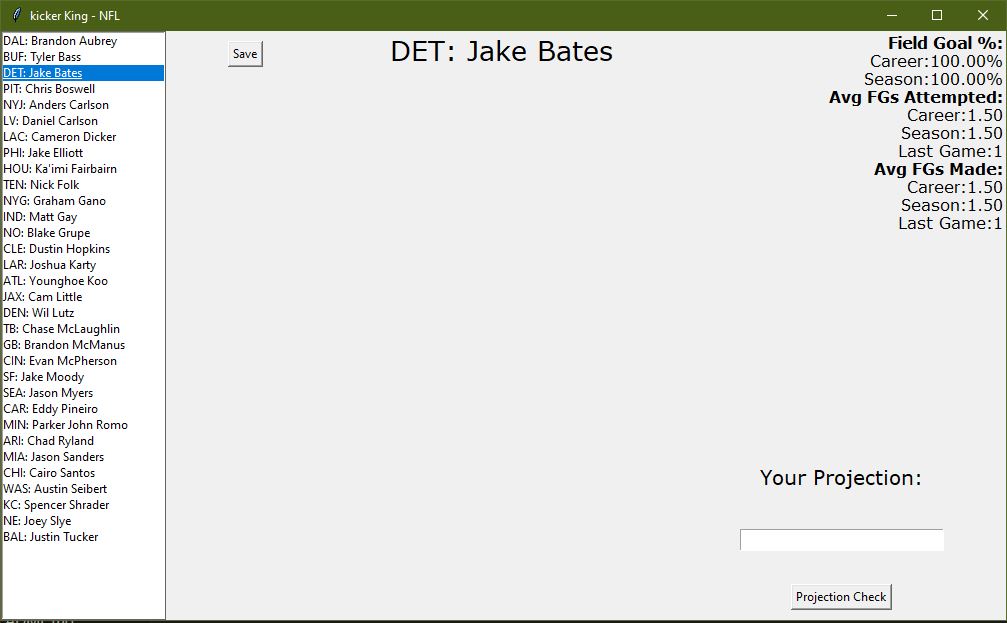 kicker King - NFL
DAL: Brandon Aubrey
BUF: Tyler Bass
DET: Jake Bates
PIT: Chris Boswell
NYJ: Anders Carlson
LV: Daniel Carlson
LAC: Cameron Dicker
PHI: Jake Elliott
HOU: Ka'imi Fairbairn
TEN: Nick Folk
NYG: Graham Gano
IND: Matt Gay
NO: Blake Grupe
CLE: Dustin Hopkins
LAR: Joshua Karty
ATL: Younghoe Koo
JAX: Cam Little
DEN: Wil Lutz
TB: Chase McLaughlin
GB: Brandon McManus
CIN: Evan McPherson
SF: Jake Moody
SEA: Jason Myers
CAR: Eddy Pineiro
MIN: Parker John Romo
ARI: Chad Ryland
MIA: Jason Sanders
CHI: Cairo Santos
WAS: Austin Seibert
KC: Spencer Shrader
NE: Joey Slye
BAL: Justin Tucker
Save
DET: Jake Bates
Field Goal %:
Career:100.00%
Season:100.00%
Avg FGs Attempted:
Career:1.50
Season:1.50
Last Game:1
Avg FGs Made:
Career:1.50
Season:1.50
Last Game:1
Your Projection:
Projection Check